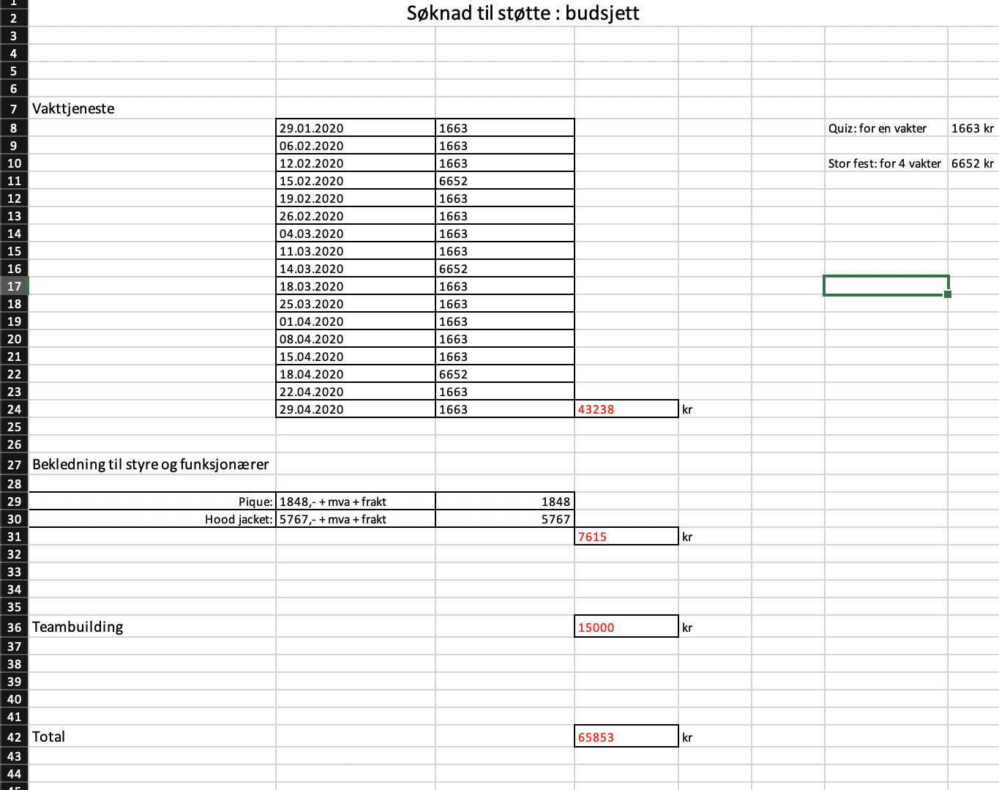 1
2 Søknad til støtte : budsjett
3
4
5
6
7 Vakttjeneste
8 29.01.2020 1663 Quiz: for en vakter 1663 kr
9 06.02.2020 1663
10 12.02.2020 1663 Stor fest: for 4 vakter 6652 kr
11 15.02.2020 6652
12 19.02.2020 1663
13 26.02.2020 1663
14 04.03.2020 1663
15 11.03.2020 1663
16 14.03.2020 6652
17 18.03.2020 1663
18 25.03.2020 1663
19 01.04.2020 1663
20 08.04.2020 1663
21 15.04.2020 1663
22 18.04.2020 6652
23 22.04.2020 1663
24 29.04.2020 1663 43238 kr
25
26
27 Bekledning til styre og funksjonærer
28
29 Pique: 1848,- + mva + frakt 1848
30 Hood jacket: 5767,- + mva + frakt 5767
31 7615 kr
32
33
34
35
36 Teambuilding 15000 kr
37
38
39
40
41
42 Total 65853 kr
43
44
45